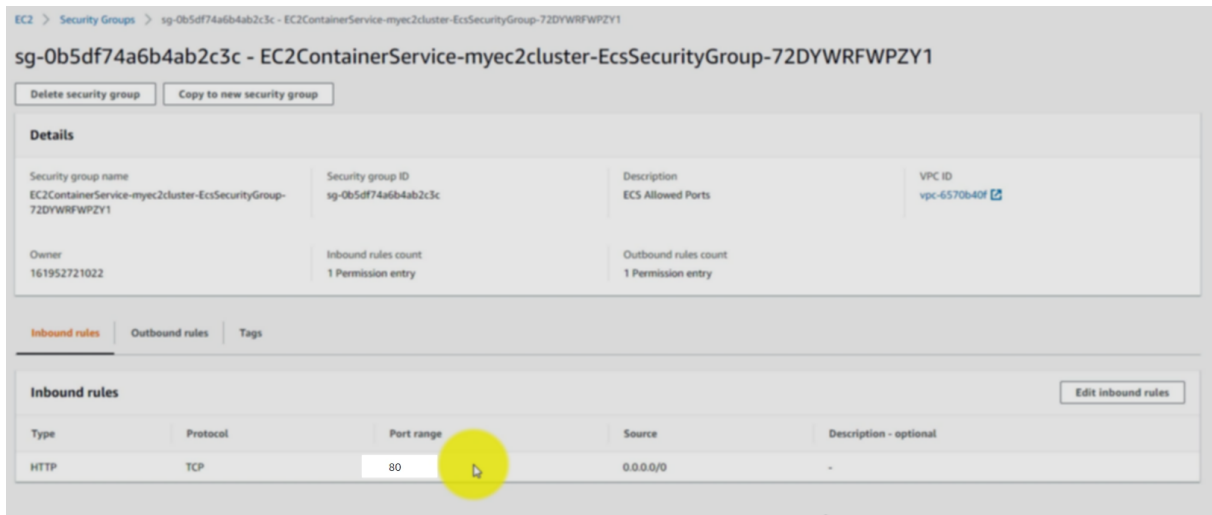 EC2 > Security Groups > sg-0b5df74a6b4ab2c3c - EC2ContainerService-myec2cluster-EcsSecurityGroup-72DYWRFWPZY1
sg-0b5df74a6b4ab2c3c - EC2ContainerService-myec2cluster-EcsSecurityGroup-72DYWRFWPZY1
Delete security group Copy to new security group
Details
Security group name Security group ID Description VPC ID
EC2ContainerService-myec2cluster-EcsSecurityGroup- sg-0b5df74a6b4ab2c3c ECS Allowed Ports vpc-6570b40f
72DYWRFWPZY1
Owner Inbound rules count Outbound rules count
161952721022 1 Permission entry 1 Permission entry
Inbound rules Outbound rules Tags
Inbound rules Edit inbound rules
Type Protocol Port range Source Description - optional
HTTP TCP 80 0.0.0.0/0 -